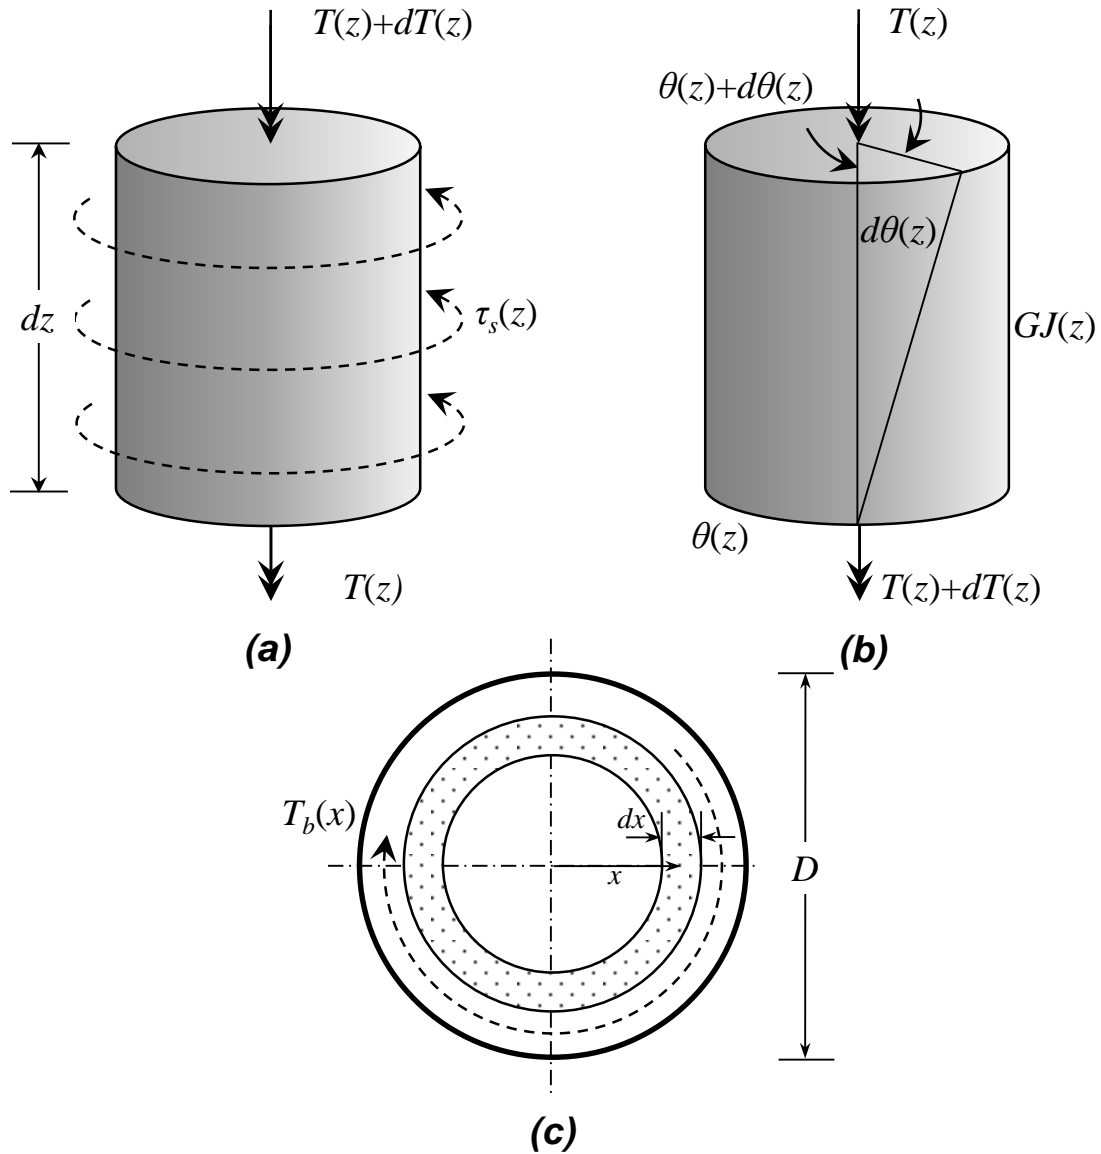 T(z)+dT(z)
dz
τs(z)
T(z)
(a)
T(z)
θ(z)+dθ(z)
dθ(z)
GJ(z)
θ(z)
T(z)+dT(z)
(b)
Tb(x)
dx
x
D
(c)